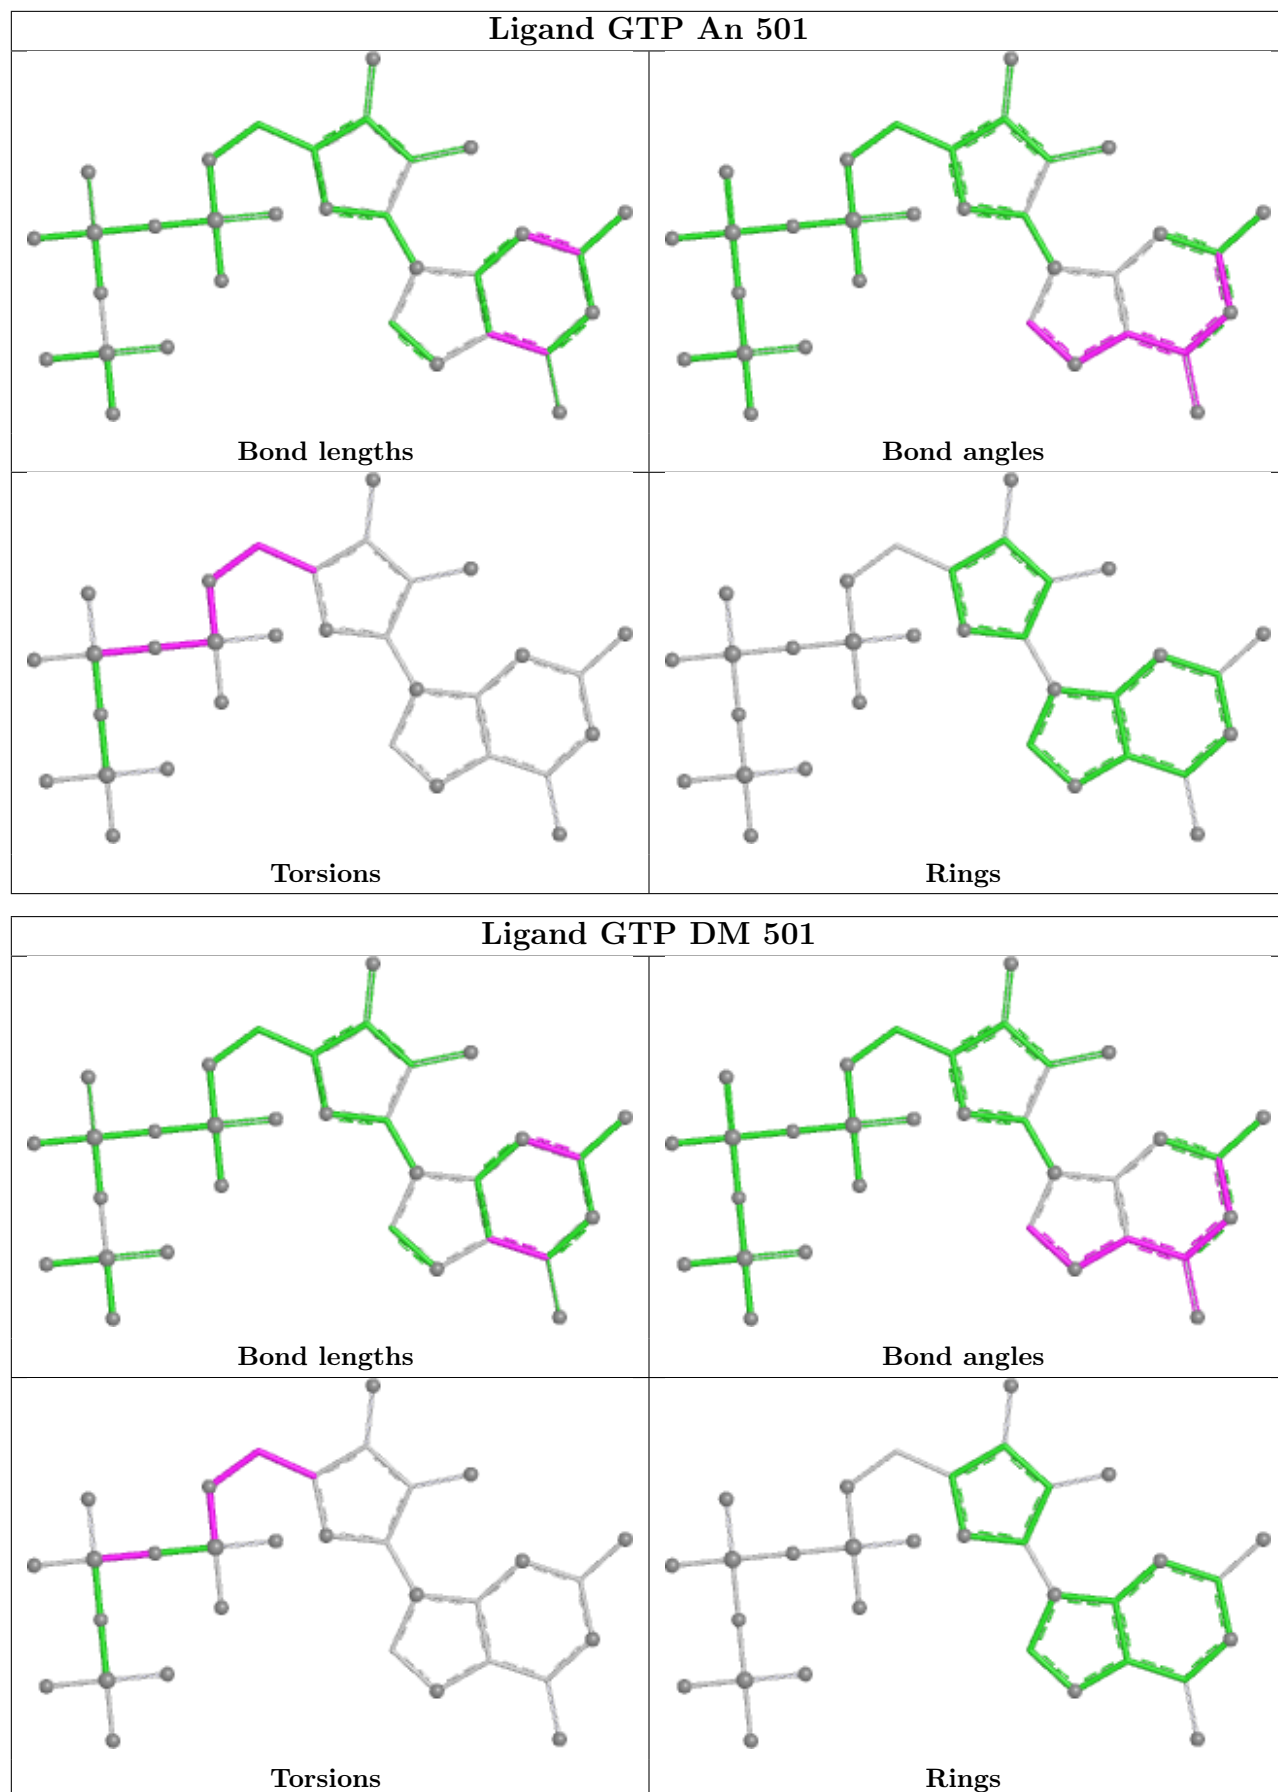 Ligand GTP An 501
Bond lengths
Bond angles
Torsions
Rings
Ligand GTP DM 501
Bond lengths
Bond angles
Torsions
Rings